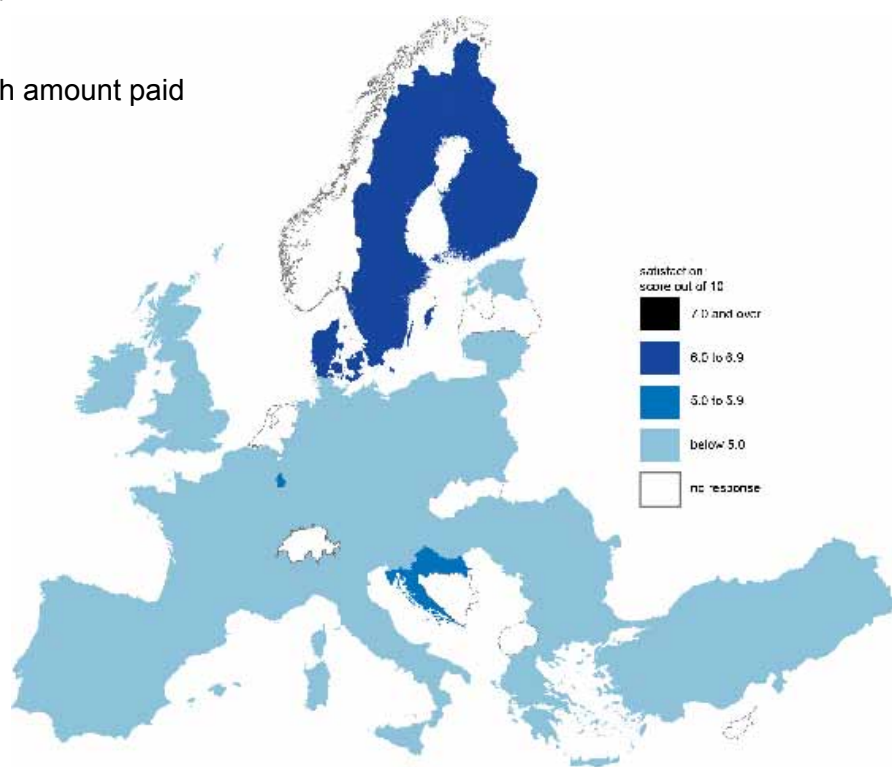 h amount paid
satisfaction
score out of 10
7.0 and over
6.0 to 6.9
5.0 to 5.9
below 5.0
no response